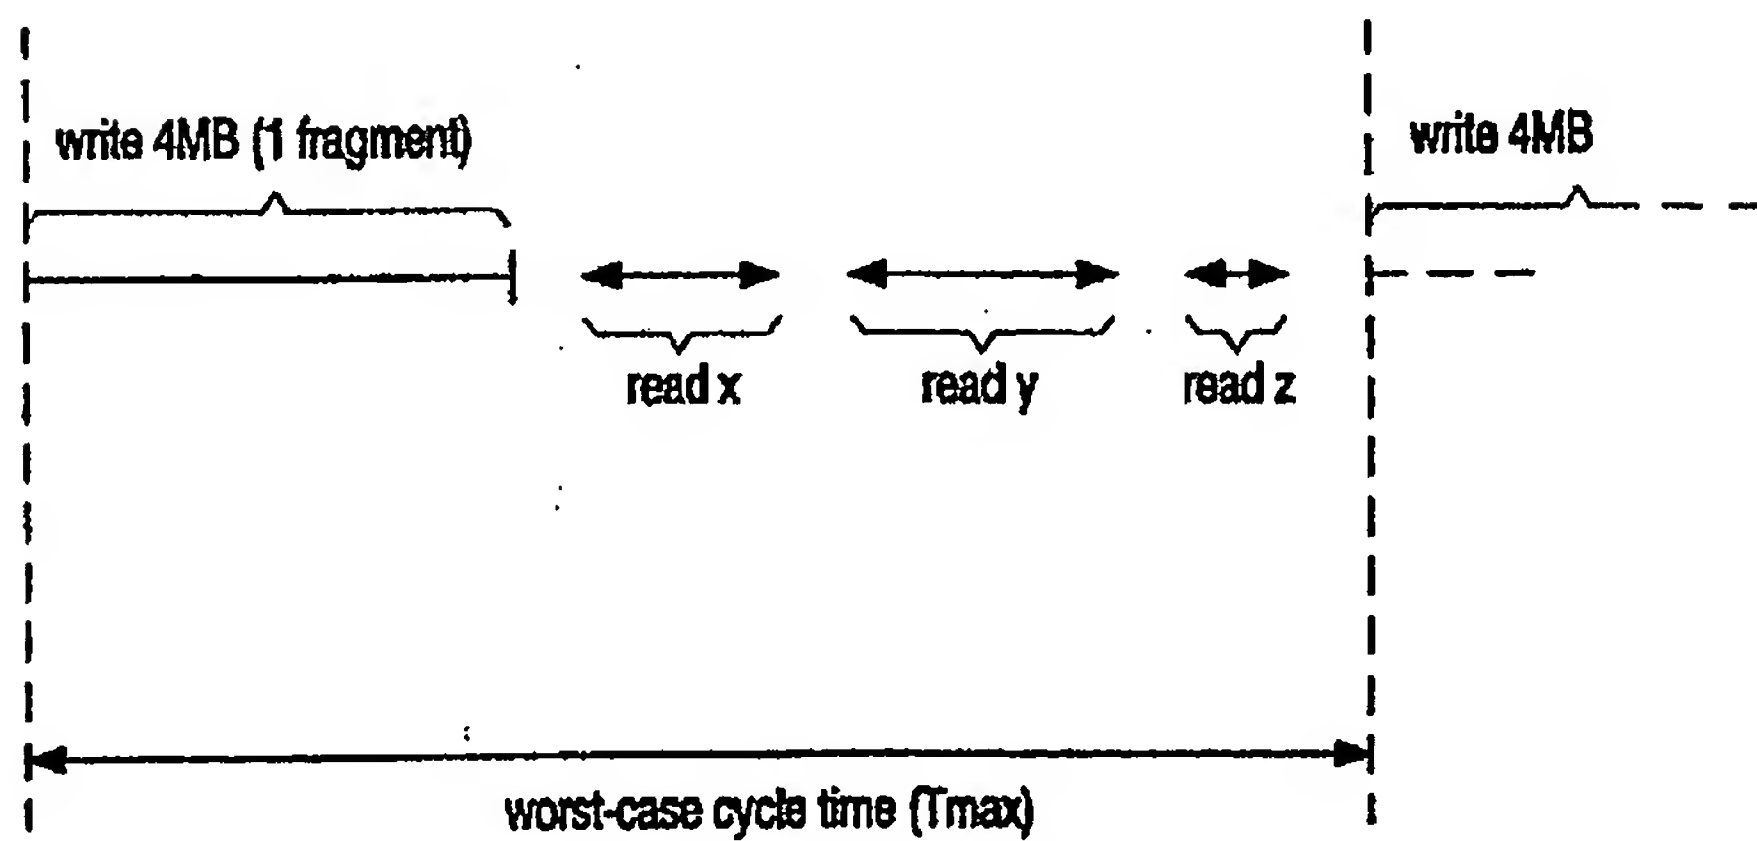 write 4MB (1 fragment)
write 4MB
read x
read y
read z
worst-case cycle time (Tmax)